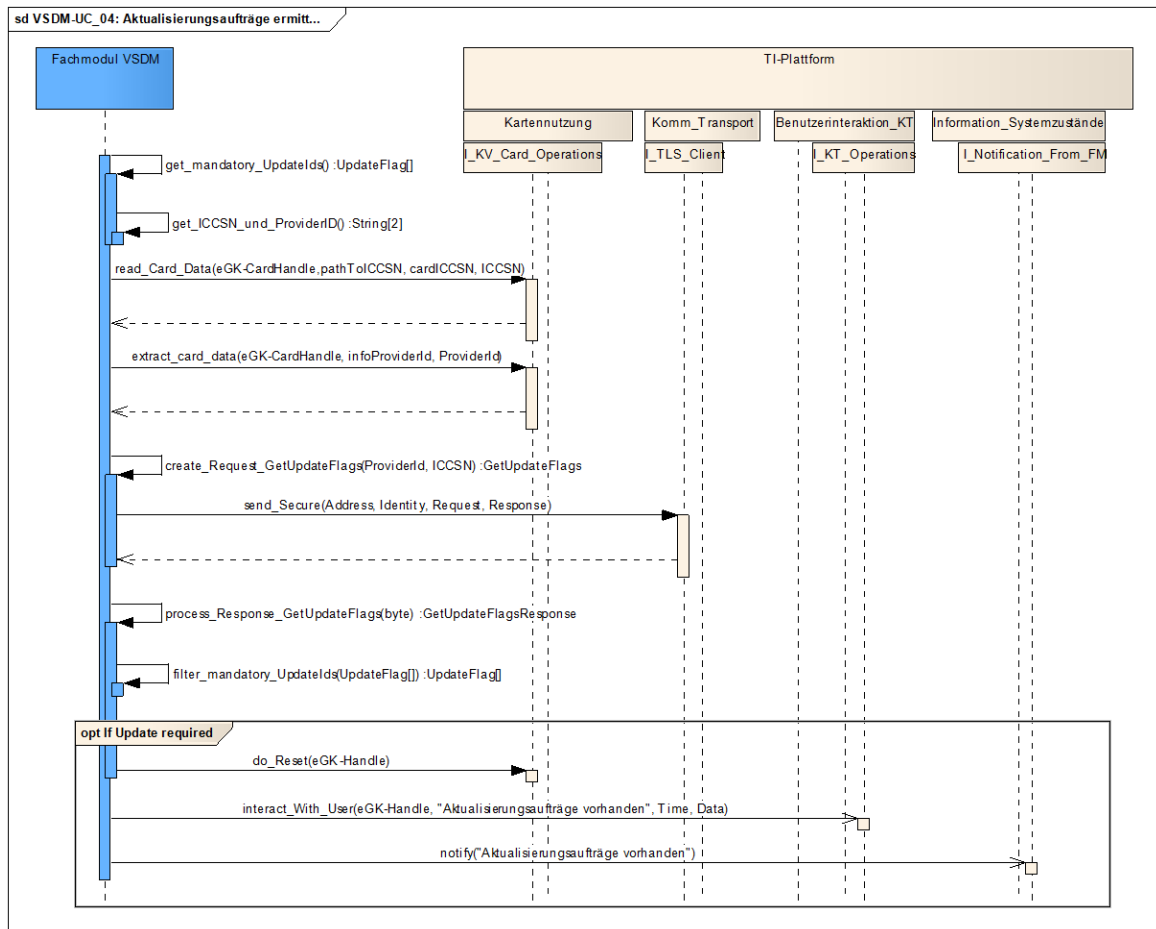 sd VSDM-UC_04: Aktualisierungsaufträge ermitt...
Fachmodul VSDM
TI-Plattform
Kartennutzung
Komm_Transport
Benutzerinteraktion_KT
Information_Systemzustände
I_KV_Card_Operations
I_TLS_Client
I_KT_Operations
I_Notification_From_FM
get_mandatory_UpdateIds() :UpdateFlag[]
get_ICCSN_und_ProviderID() :String[2]
read_Card_Data(eGK-CardHandle,pathToICCSN, cardICCSN, ICCSN)
extract_card_data(eGK-CardHandle, infoProviderId, ProviderId)
create_Request_GetUpdateFlags(ProviderId, ICCSN) :GetUpdateFlags
send_Secure(Address, Identity, Request, Response)
process_Response_GetUpdateFlags(byte) :GetUpdateFlagsResponse
filter_mandatory_UpdateIds(UpdateFlag[]) :UpdateFlag[]
opt If Update required
do_Reset(eGK-Handle)
interact_With_User(eGK-Handle, "Aktualisierungsaufträge vorhanden", Time, Data)
notify("Aktualisierungsaufträge vorhanden")